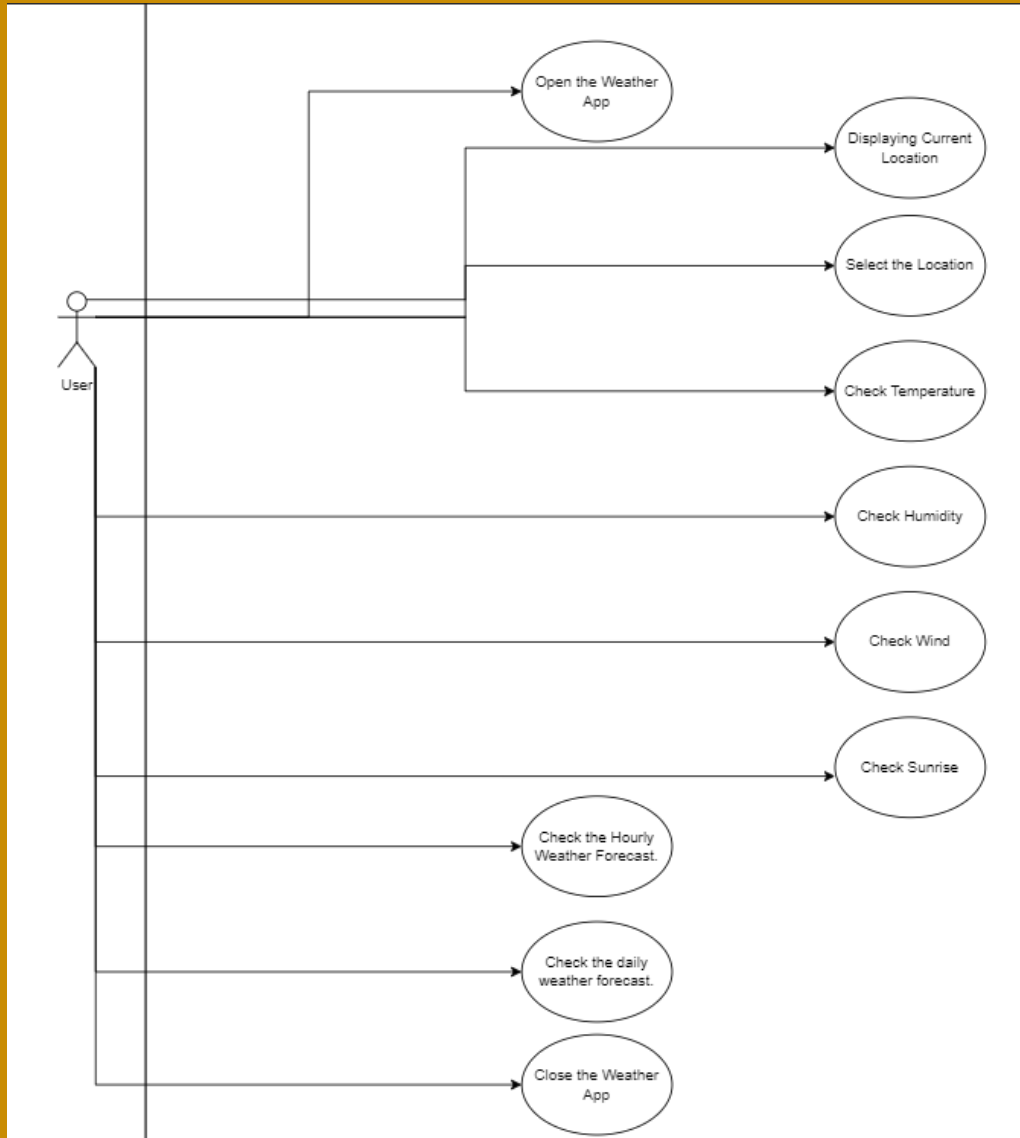 Open the Weather
App
Displaying Current
Location
Select the Location
User
Check Temperature
Check Humidity
Check Wind
Check Sunrise
Check the Hourly
Weather Forecast.
Check the daily
weather forecast.
Close the Weather
App